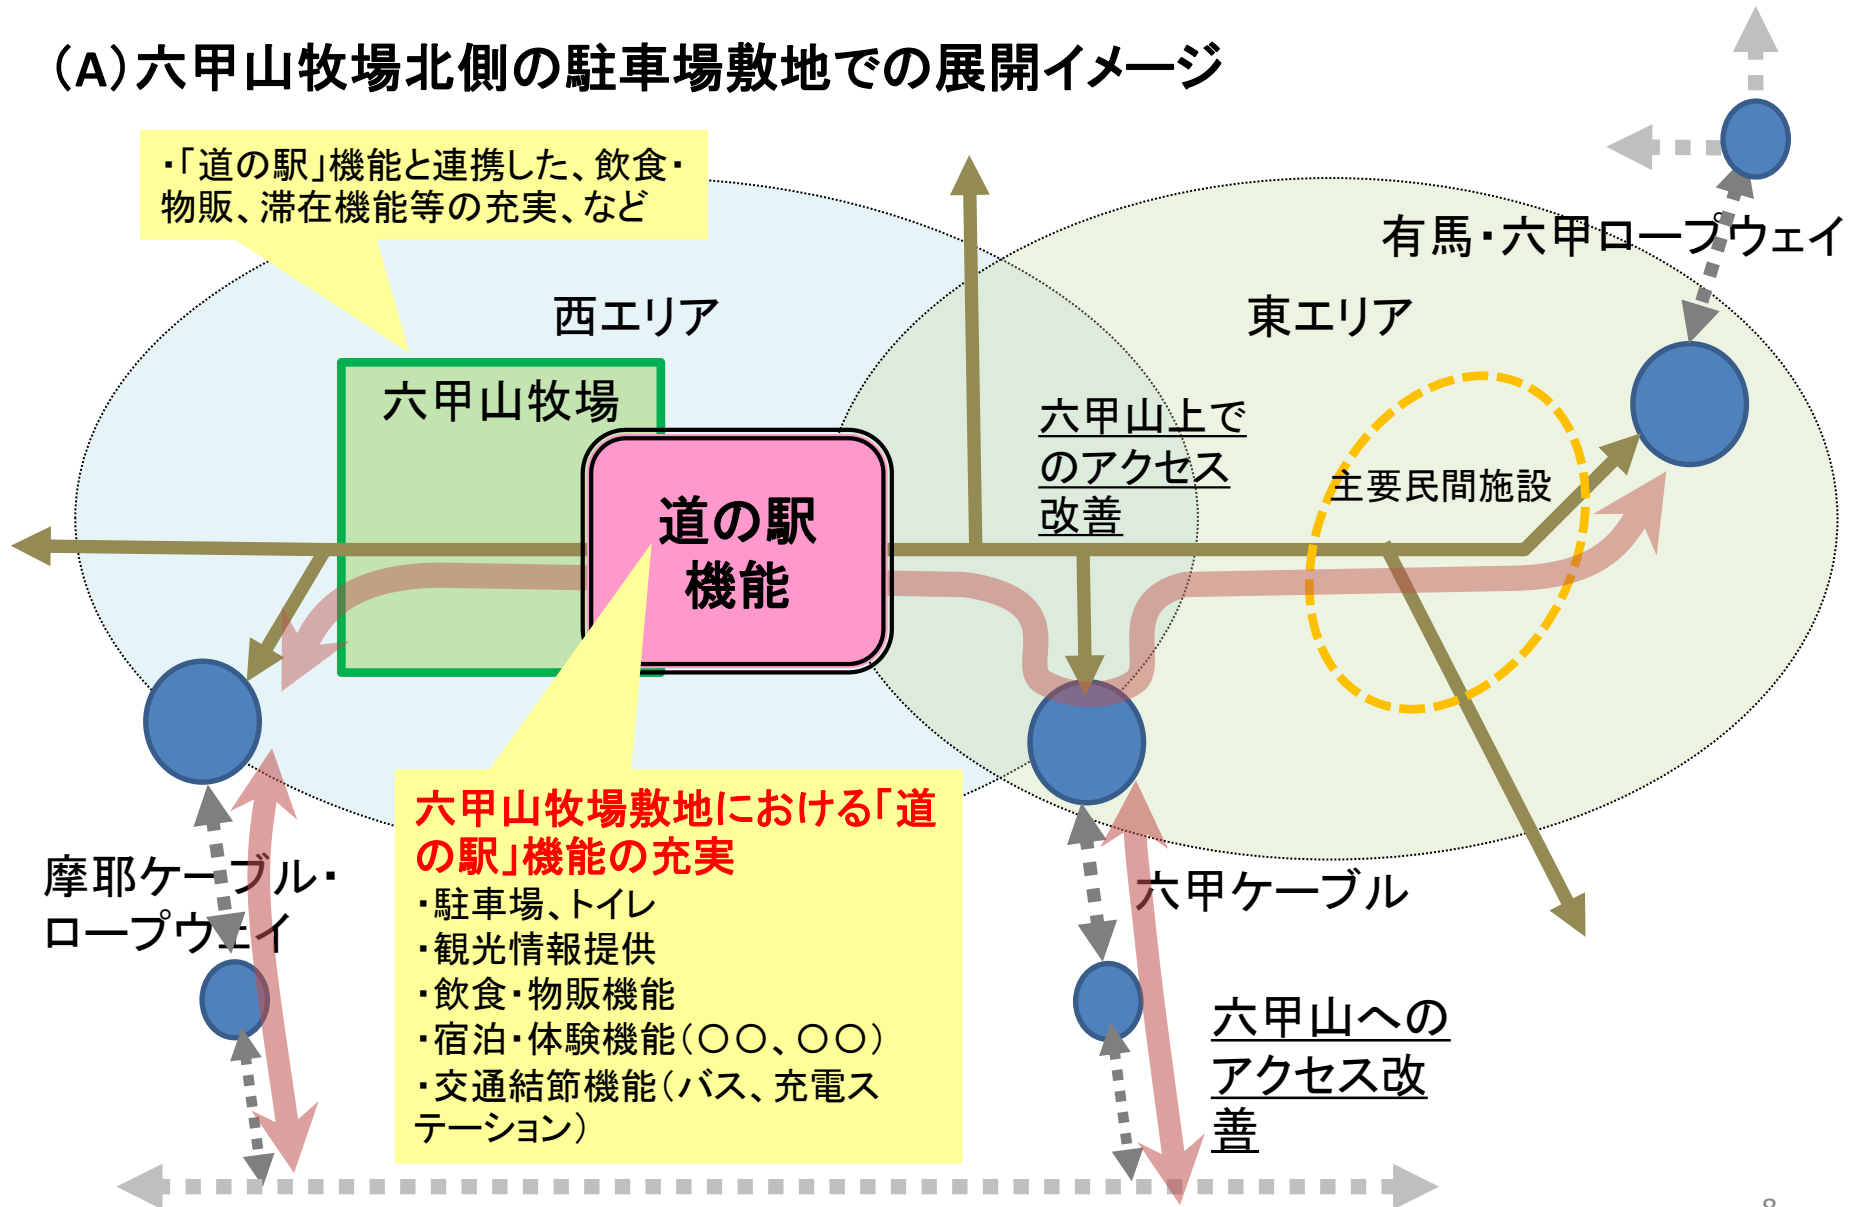 （A）六甲山牧場北側の駐車場敷地での展開イメージ
・「道の駅」機能と連携した、飲食・
物販、滞在機能等の充実、など
有馬・六甲ロープウェイ
西エリア
東エリア
六甲山牧場
六甲山上で
のアクセス
改善
主要民間施設
道の駅
機能
六甲山牧場敷地における「道
の駅」機能の充実
・駐車場、トイレ
・観光情報提供
・飲食・物販機能
・宿泊・体験機能（〇〇、〇〇）
・交通結節機能（バス、充電ス
テーション）
摩耶ケーブル・
ロープウェイ
六甲ケーブル
六甲山への
アクセス改
善
8